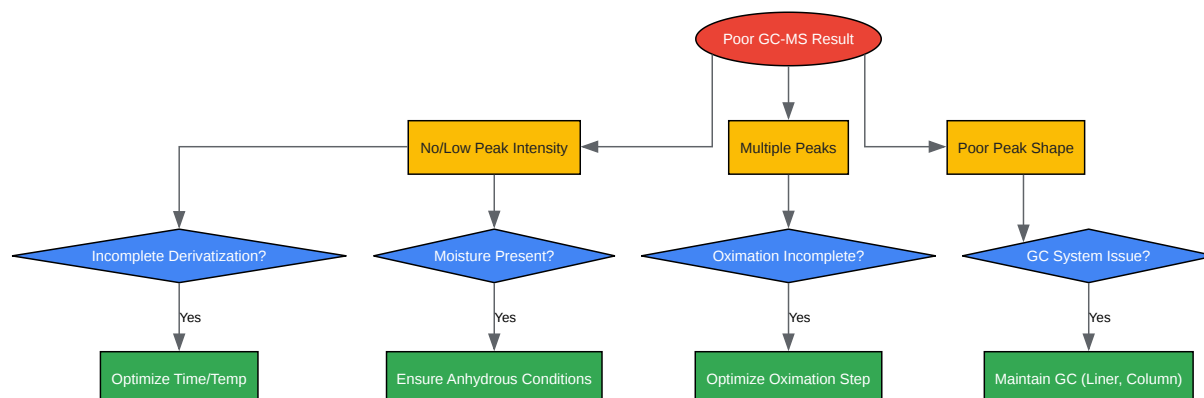 Poor GC-MS Result
No/Low Peak Intensity
Multiple Peaks
Poor Peak Shape
Incomplete Derivatization?
Moisture Present?
Oximation Incomplete?
GC System Issue?
Yes
Yes
Yes
Yes
Optimize Time/Temp
Ensure Anhydrous Conditions
Optimize Oximation Step
Maintain GC (Liner, Column)